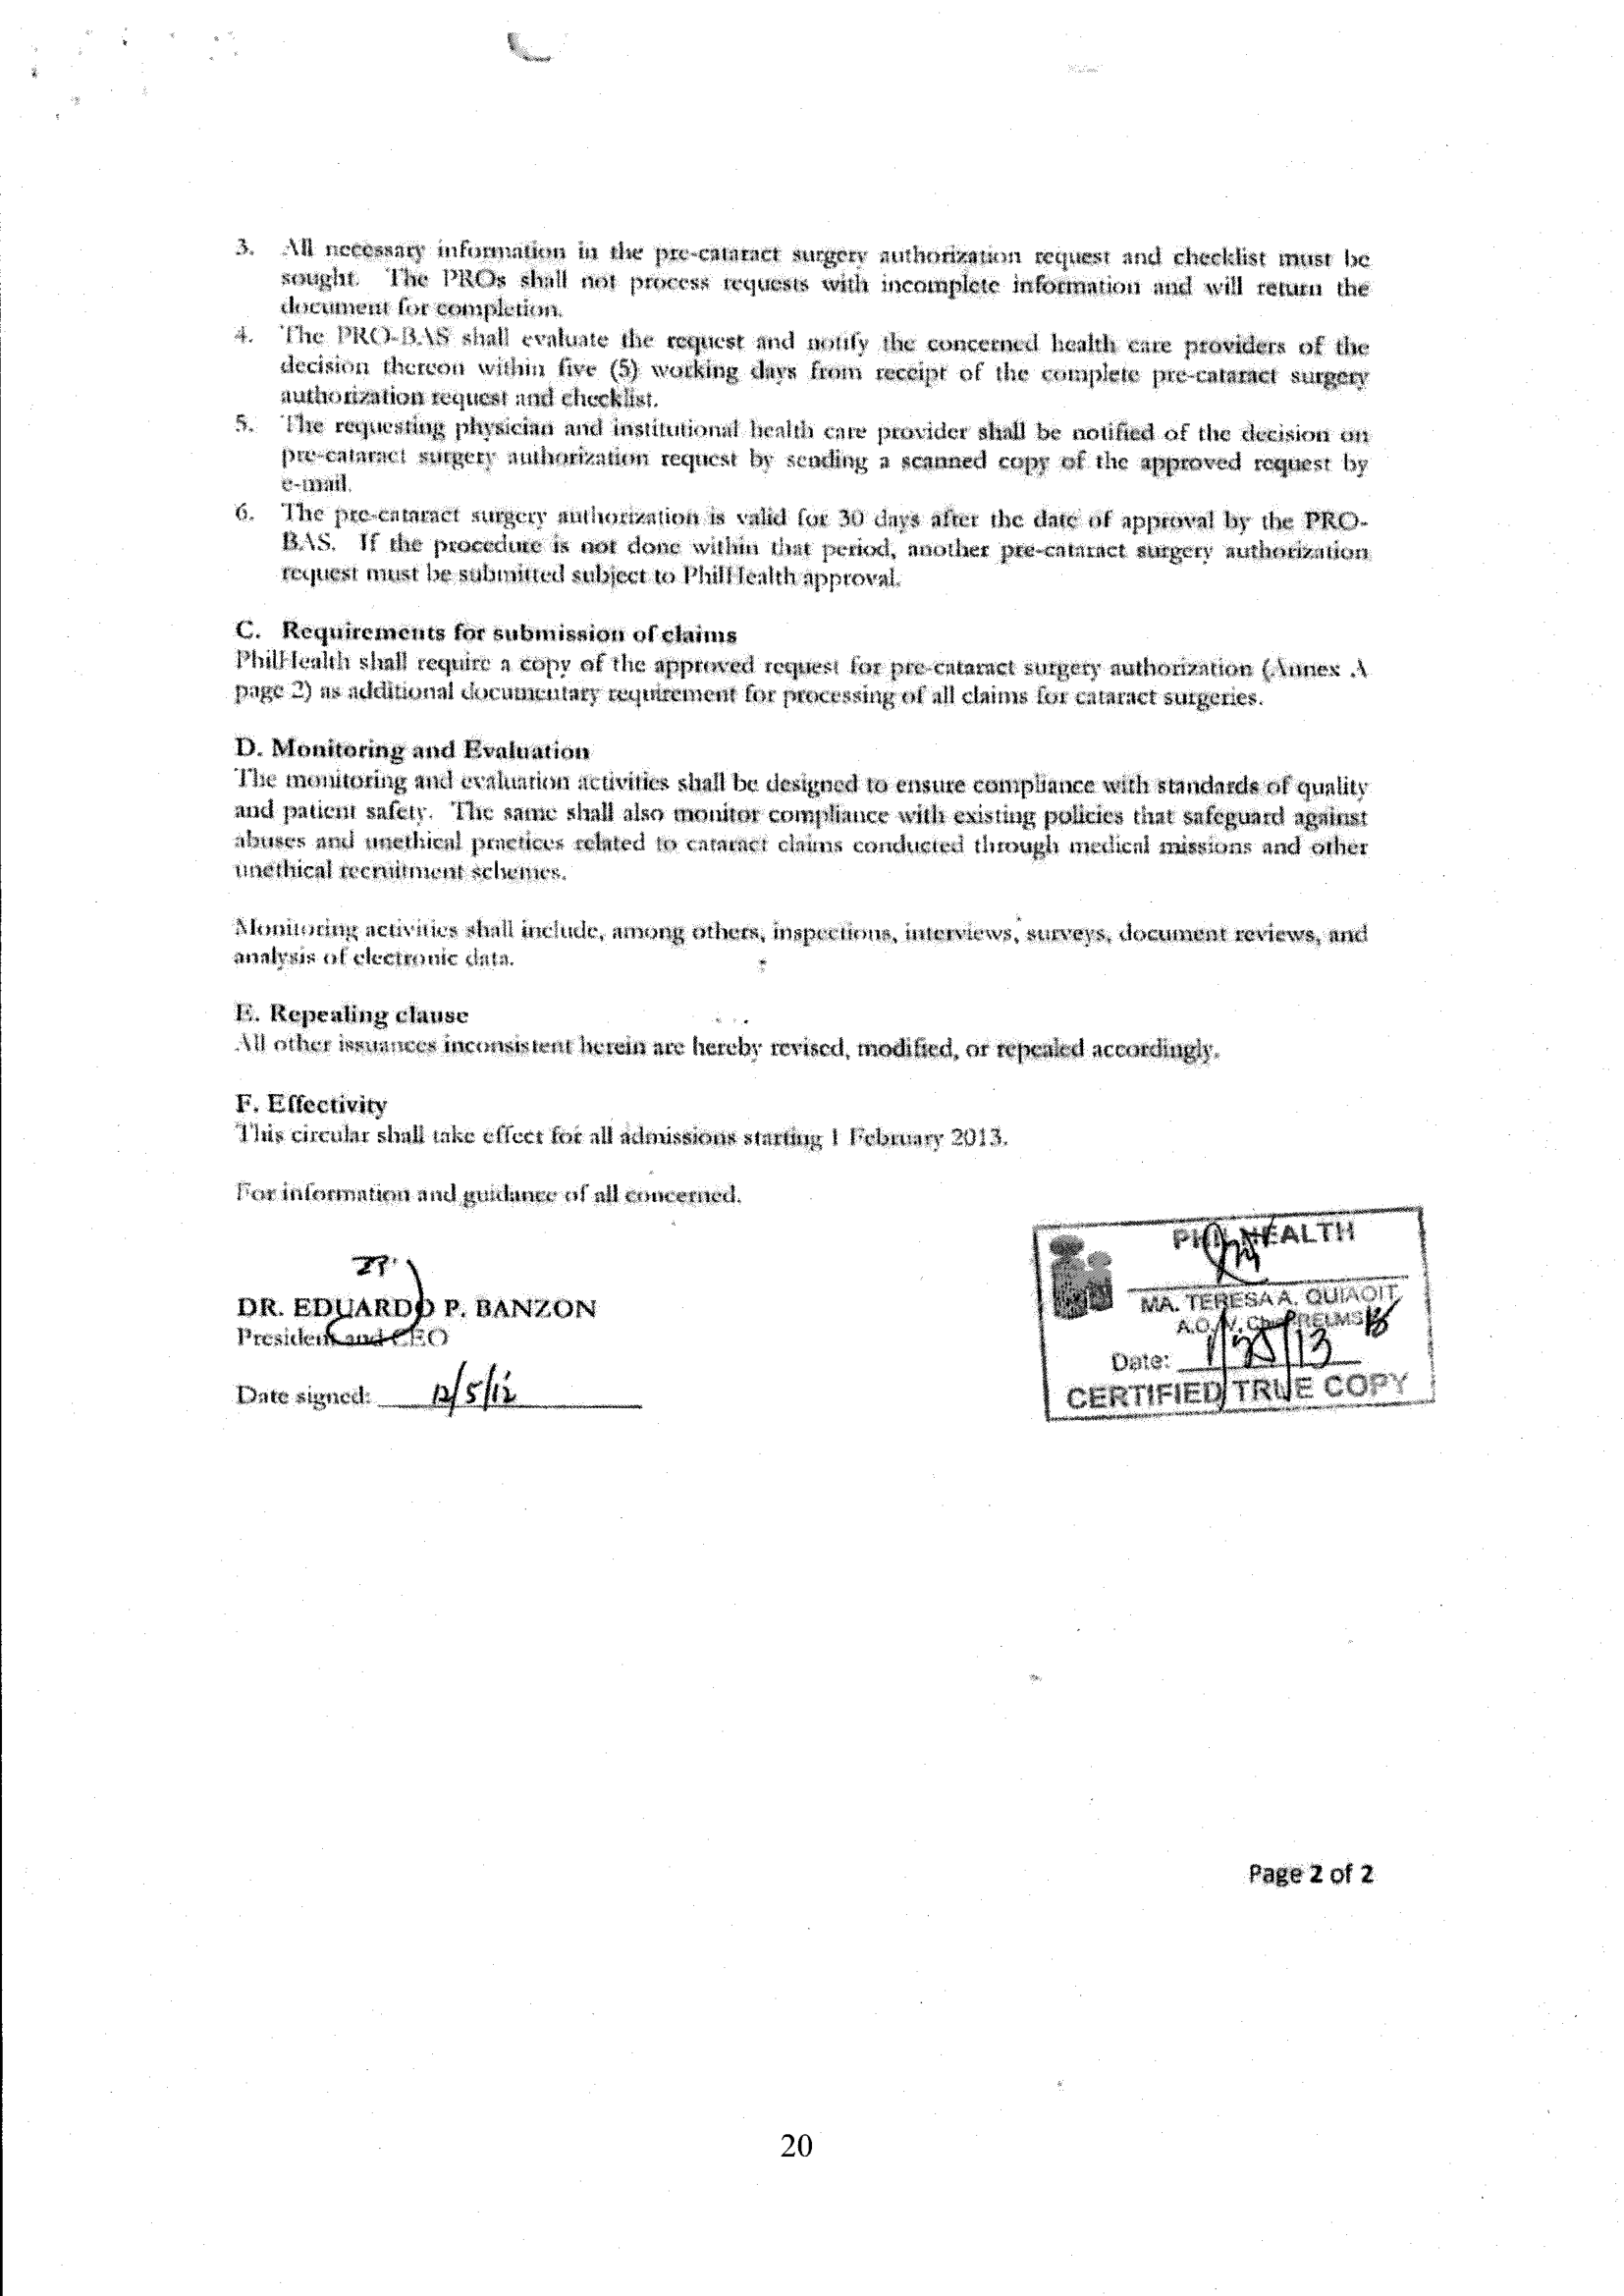 3. All necessary information in the pre-cataract surgery authorization request and checklist must be
sought. The PROs shall not process requests with incomplete information and will return the
document for completion.
4. The PRO-BAS shall evaluate the request and notify the concerned health care providers of the
decision thereon within five (5) working days from receipt of the complete pre-cataract surgery
authorization request and checklist.
5. The requesting physician and institutional health care provider shall be notified of the decision on
pre-cataract surgery authorization request by sending a scanned copy of the approved request by
e-mail.
6. The pre-cataract surgery authorization is valid for 30 days after the date of approval by the PRO-
BAS. If the procedure is not done within that period, another pre-cataract surgery authorization
request must be submitted subject to PhilHealth approval.
C. Requirements for submission of claims
PhilHealth shall require a copy of the approved request for pre-cataract surgery authorization (Annex A
page 2) as additional documentary requirement for processing of all claims for cataract surgeries.
D. Monitoring and Evaluation
The monitoring and evaluation activities shall be designed to ensure compliance with standards of quality
and patient safety. The same shall also monitor compliance with existing policies that safeguard against
abuses and unethical practices related to cataract claims conducted through medical missions and other
unethical recruitment schemes.
Monitoring activities shall include, among others, inspections, interviews, surveys, document reviews, and
analysis of electronic data.
E. Repealing clause
All other issuances inconsistent herein are hereby revised, modified, or repealed accordingly.
F. Effectivity
This circular shall take effect for all admissions starting 1 February 2013.
For information and guidance of all concerned.
DR. EDUARDO P. BANZON
President and CEO
Date signed: 12/5/12
PHILHEALTH
MA. TERESA A. QUIAOIT
A.O. IV, Chief
Date: 1/28/13
CERTIFIED TRUE COPY
Page 2 of 2
20